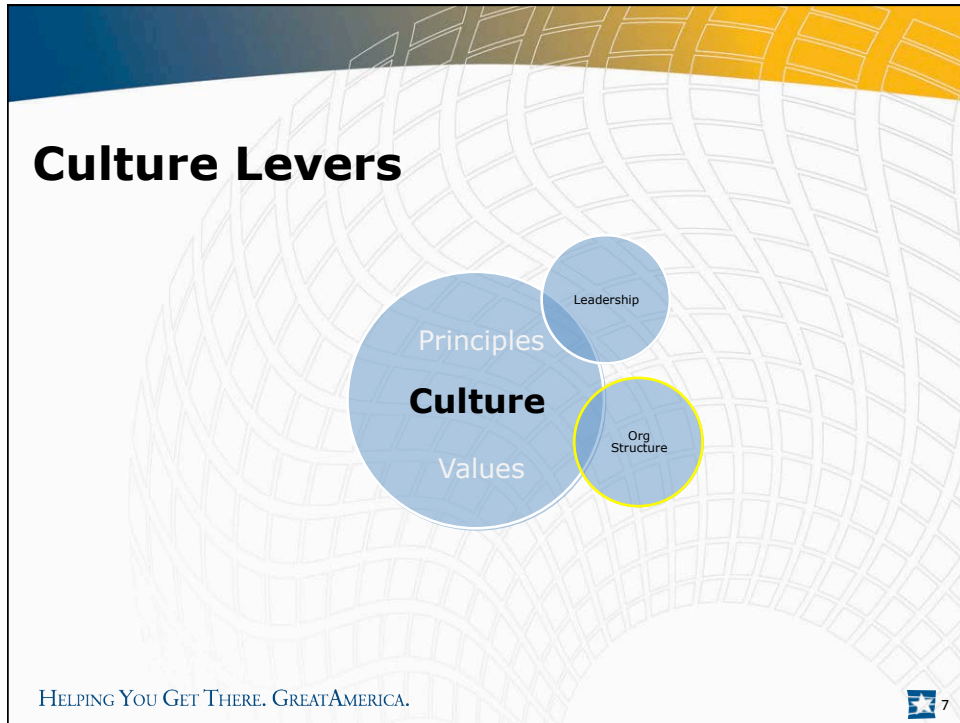 Culture Levers
Leadership
Principles
Culture
Org
Structure
Values
HELPING YOU GET THERE. GREATAMERICA.
7